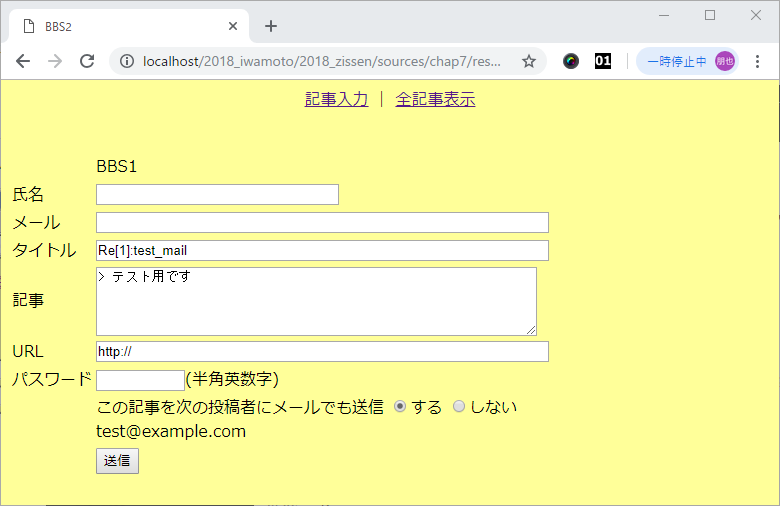 BBS2
localhost/2018_iwamoto/2018_zissen/sources/chap7/res...
01
一時停止中
朋也
記事入力 | 全記事表示
BBS1
氏名
メール
タイトル Re[1]:test_mail
記事 > テスト用です
URL http://
パスワード (半角英数字)
この記事を次の投稿者にメールでも送信 する しない
test@example.com
送信